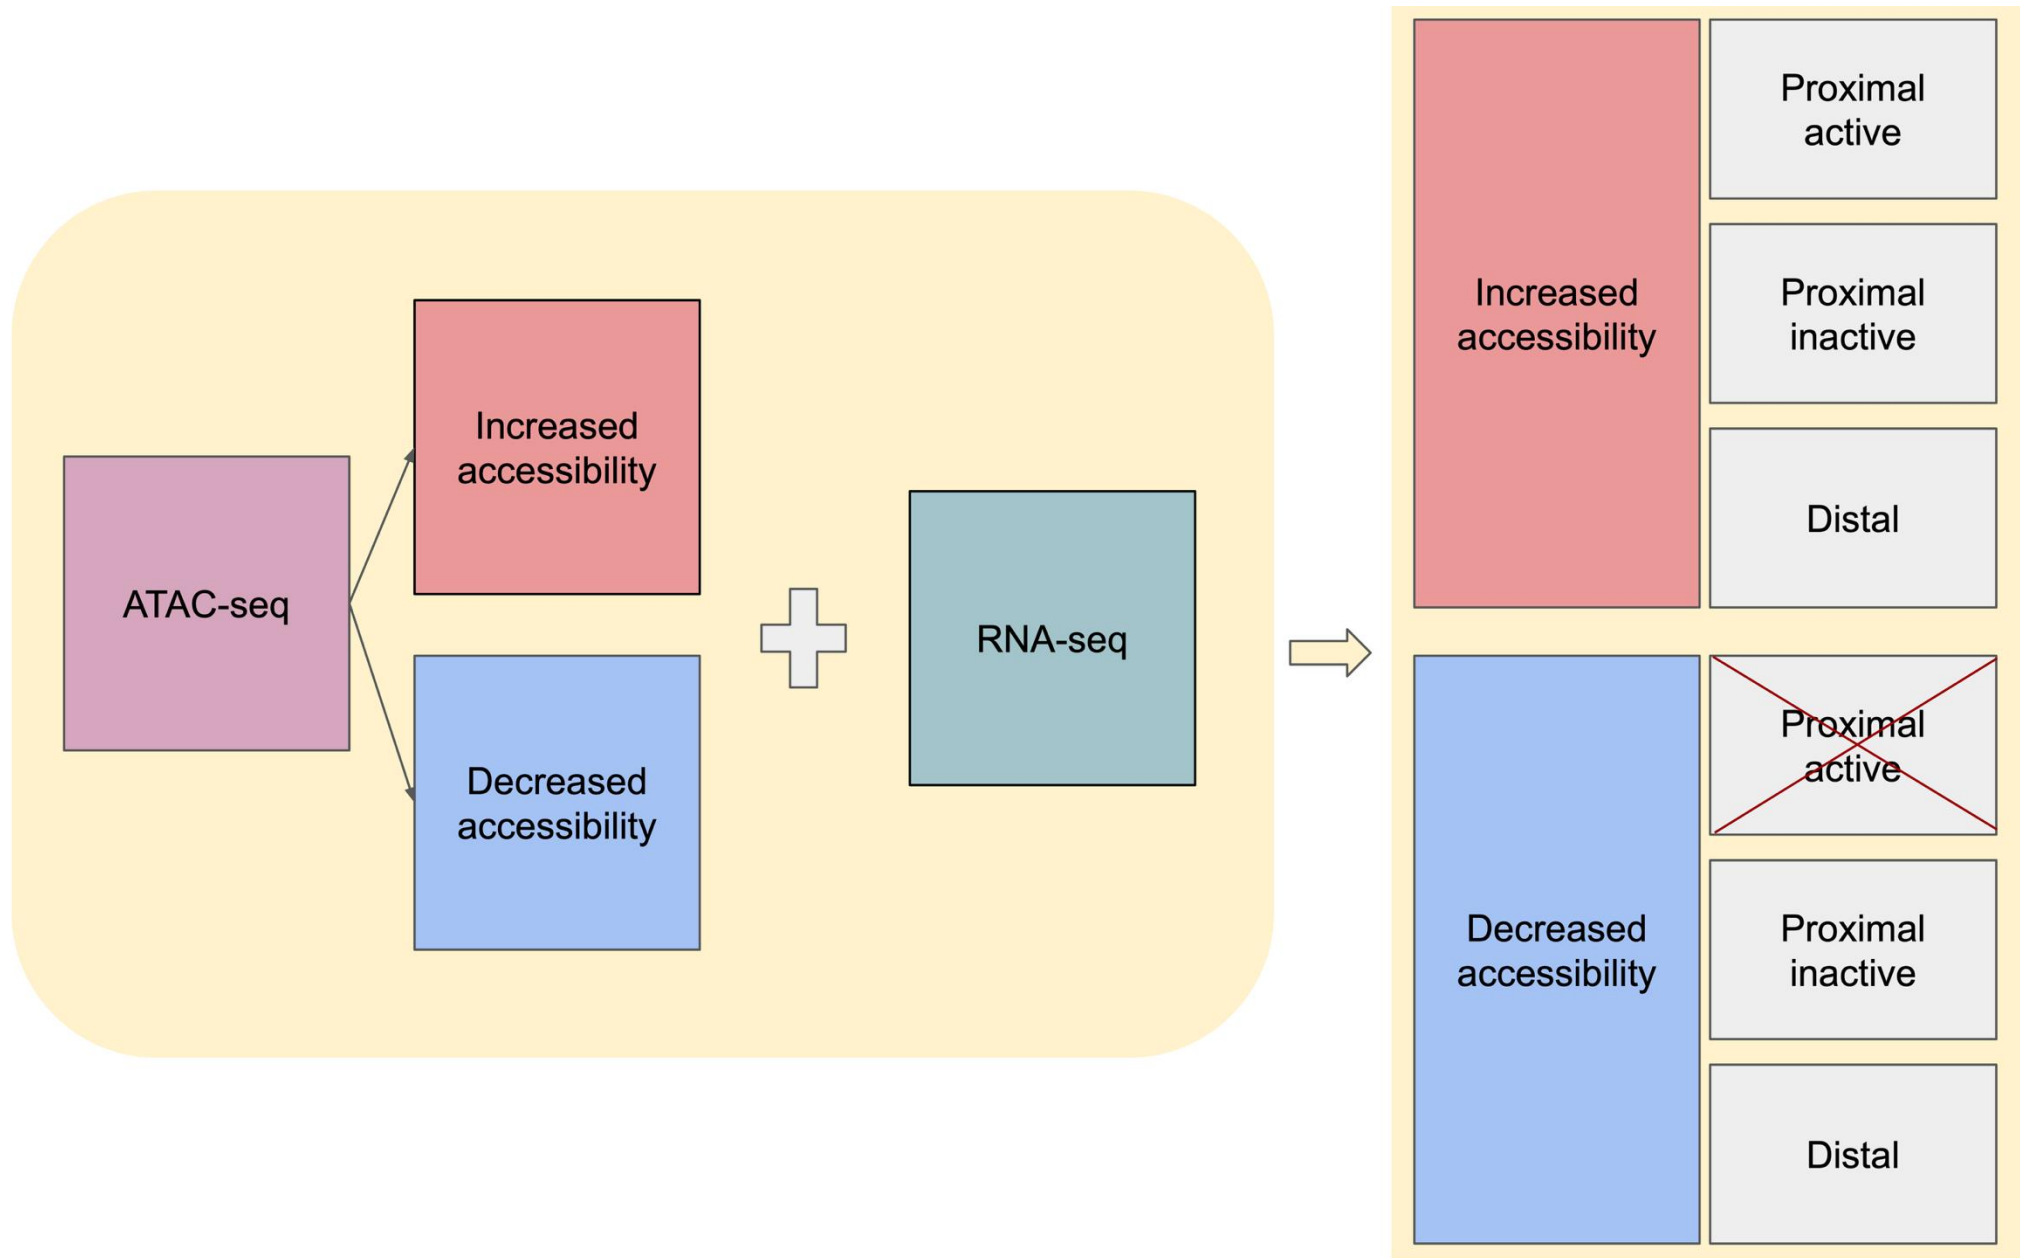 ATAC-seq
Increased
accessibility
Decreased
accessibility
RNA-seq
Increased
accessibility
Proximal
active
Proximal
inactive
Distal
Decreased
accessibility
Proximal
active
Proximal
inactive
Distal